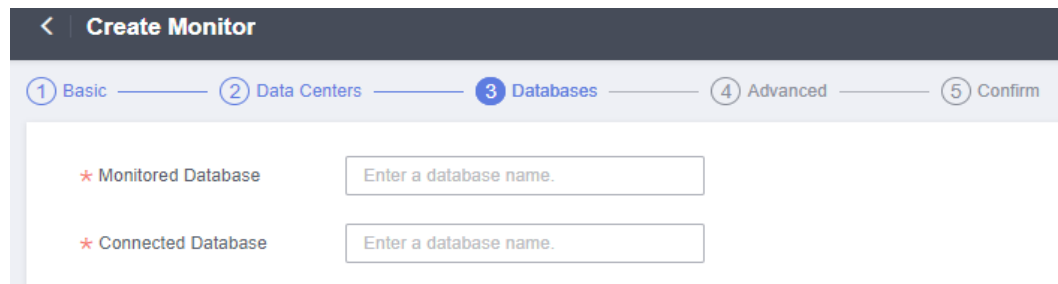 Create Monitor
1 Basic 2 Data Centers 3 Databases 4 Advanced 5 Confirm
* Monitored Database Enter a database name.
* Connected Database Enter a database name.